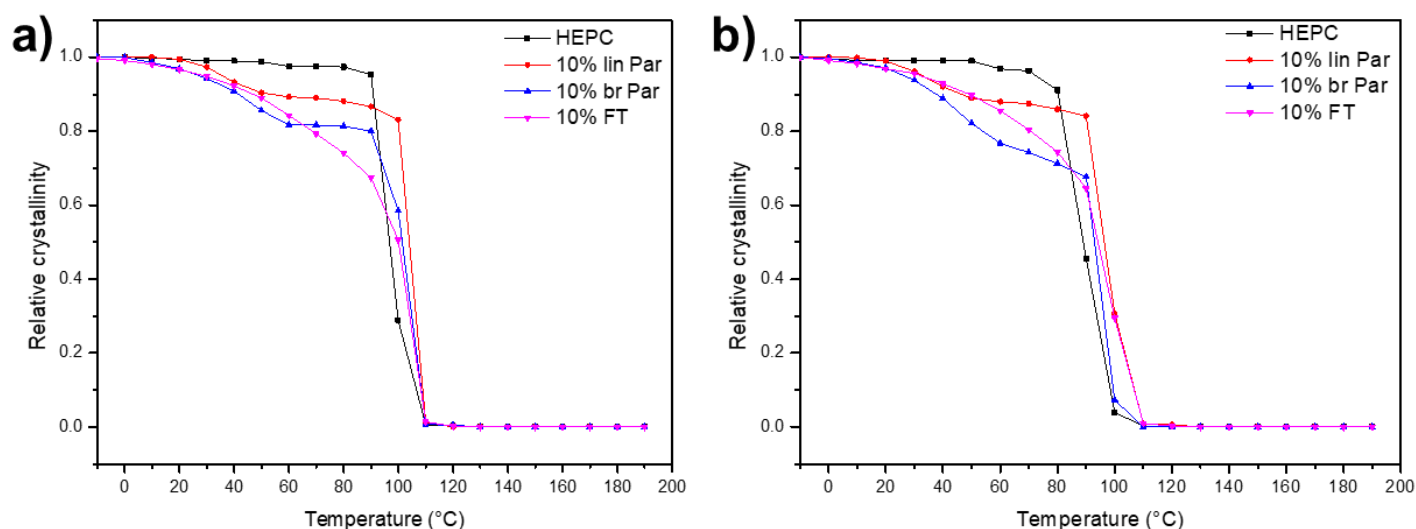 a)
HEPC
10% lin Par
10% br Par
10% FT
1.0
0.8
0.6
0.4
0.2
0.0
Relative crystallinity
0 20 40 60 80 100 120 140 160 180 200
Temperature (°C)
b)
HEPC
10% lin Par
10% br Par
10% FT
1.0
0.8
0.6
0.4
0.2
0.0
Relative crystallinity
0 20 40 60 80 100 120 140 160 180 200
Temperature (°C)